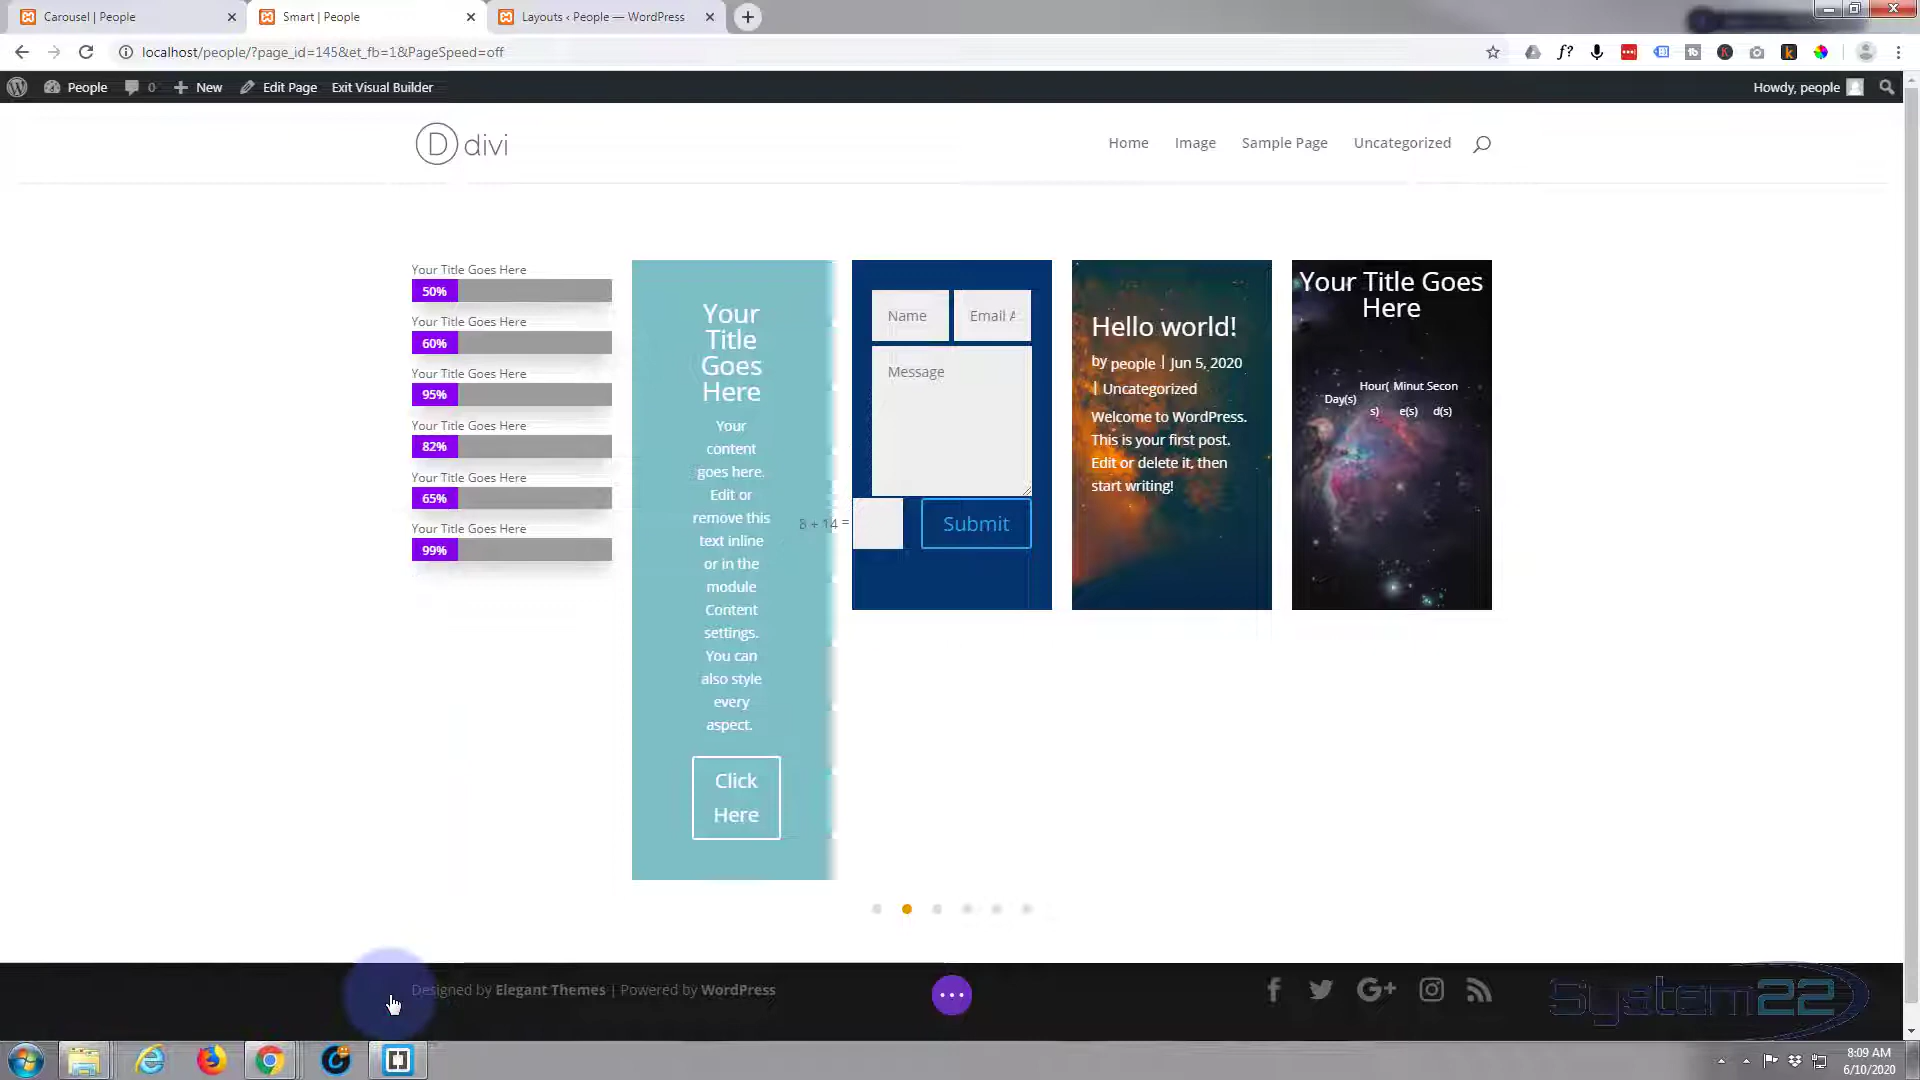 Carousel | People
Smart | People
Layouts ‹ People — WordPress
localhost/people/?page_id=145&et_fb=1&PageSpeed=off
People
0
New
Edit Page
Exit Visual Builder
Howdy, people
D divi
Home
Image
Sample Page
Uncategorized
Your Title Goes Here
50%
Your Title Goes Here
60%
Your Title Goes Here
95%
Your Title Goes Here
82%
Your Title Goes Here
65%
Your Title Goes Here
99%
Your
Title
Goes
Here
Your
content
goes here.
Edit or
remove this
text inline
or in the
module
Content
settings.
You can
also style
every
aspect.
Click
Here
Name
Email A
Message
8 + 14 =
Submit
Hello world!
by people | Jun 5, 2020
| Uncategorized
Welcome to WordPress.
This is your first post.
Edit or delete it, then
start writing!
Your Title Goes
Here
Day(s)
Hour(
s)
Minut
e(s)
Secon
d(s)
Designed by Elegant Themes | Powered by WordPress
System22
8:09 AM
6/10/2020